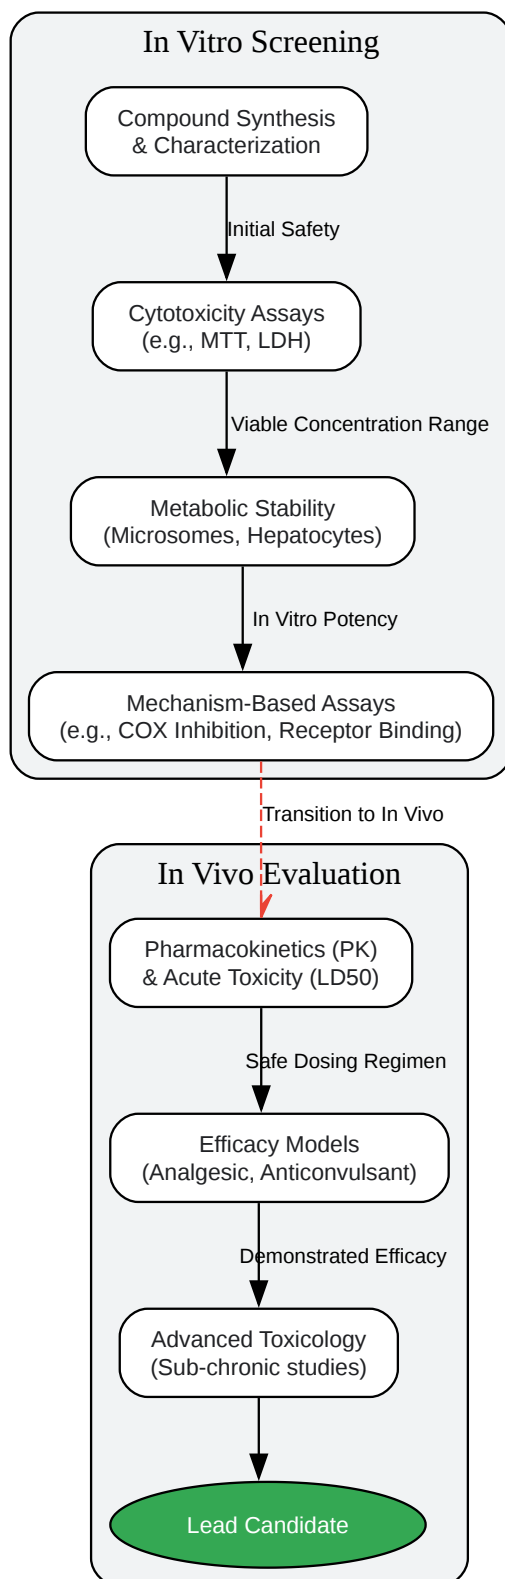 In Vitro Screening
Compound Synthesis
& Characterization
Initial Safety
Cytotoxicity Assays
(e.g., MTT, LDH)
Viable Concentration Range
Metabolic Stability
(Microsomes, Hepatocytes)
In Vitro Potency
Mechanism-Based Assays
(e.g., COX Inhibition, Receptor Binding)
Transition to In Vivo
In Vivo Evaluation
Pharmacokinetics (PK)
& Acute Toxicity (LD50)
Safe Dosing Regimen
Efficacy Models
(Analgesic, Anticonvulsant)
Demonstrated Efficacy
Advanced Toxicology
(Sub-chronic studies)
Lead Candidate